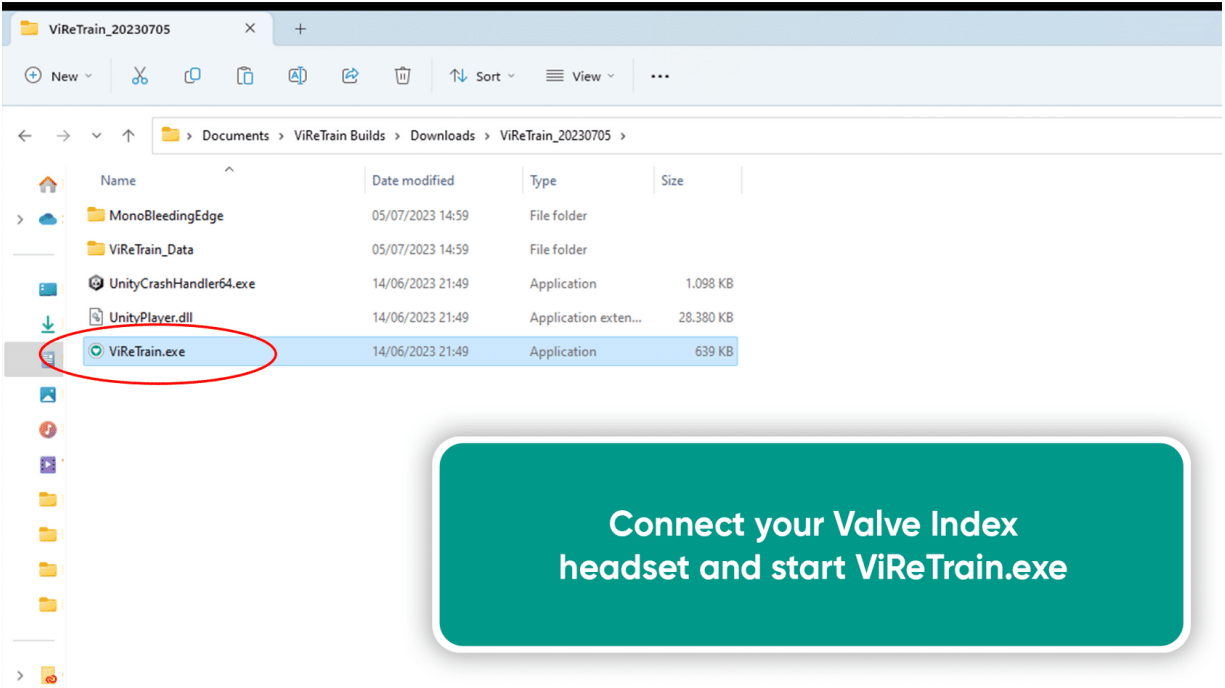 ViReTrain_20230705
New
Sort
View
Documents > ViReTrain Builds > Downloads > ViReTrain_20230705 >
Name Date modified Type Size
MonoBleedingEdge 05/07/2023 14:59 File folder
ViReTrain_Data 05/07/2023 14:59 File folder
UnityCrashHandler64.exe 14/06/2023 21:49 Application 1.098 KB
UnityPlayer.dll 14/06/2023 21:49 Application exten... 28.380 KB
ViReTrain.exe 14/06/2023 21:49 Application 639 KB
Connect your Valve Index
headset and start ViReTrain.exe